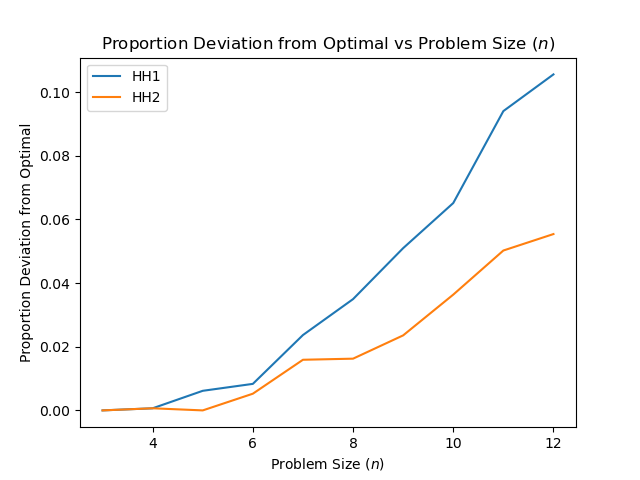 Proportion Deviation from Optimal vs Problem Size (n)
HH1
HH2
Proportion Deviation from Optimal
0.10
0.08
0.06
0.04
0.02
0.00
4
6
8
10
12
Problem Size (n)